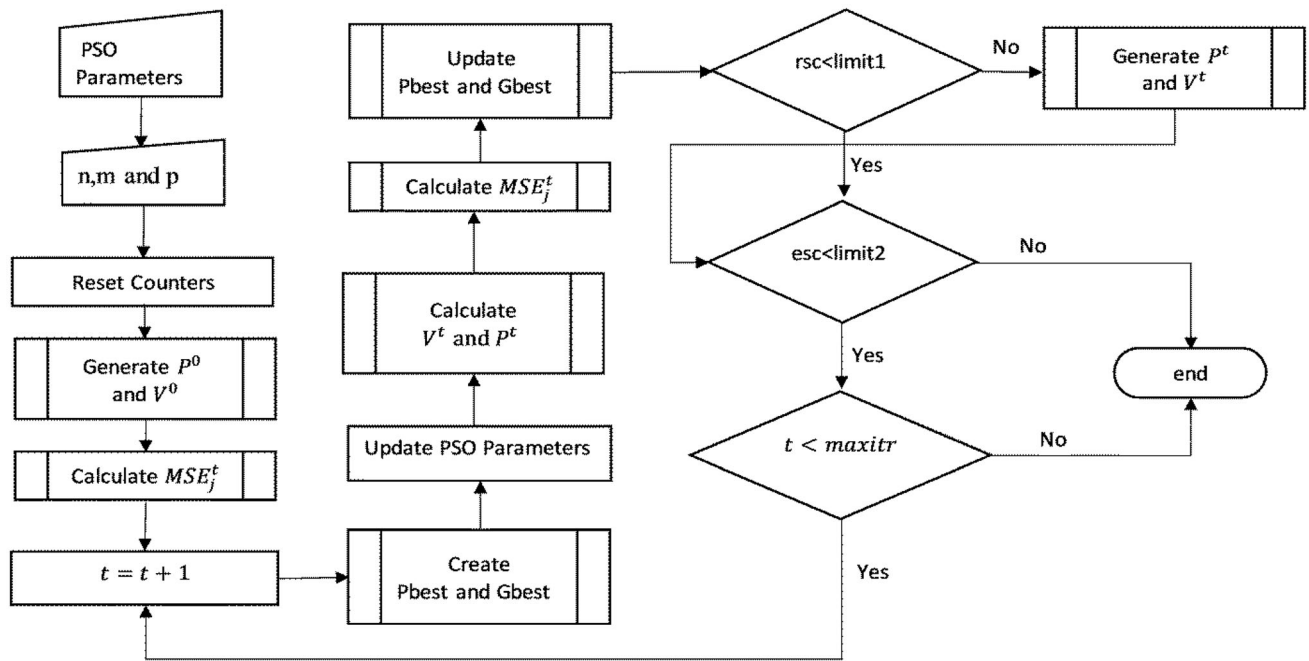 PSO
Parameters
n,m and p
Reset Counters
Generate P⁰
and V⁰
Calculate MSEⱼᵗ
t = t + 1
Create
Pbest and Gbest
Update PSO Parameters
Calculate
Vᵗ and Pᵗ
Calculate MSEⱼᵗ
Update
Pbest and Gbest
rsc<limit1
No
Generate Pᵗ
and Vᵗ
Yes
esc<limit2
No
Yes
end
t < maxitr
No
Yes